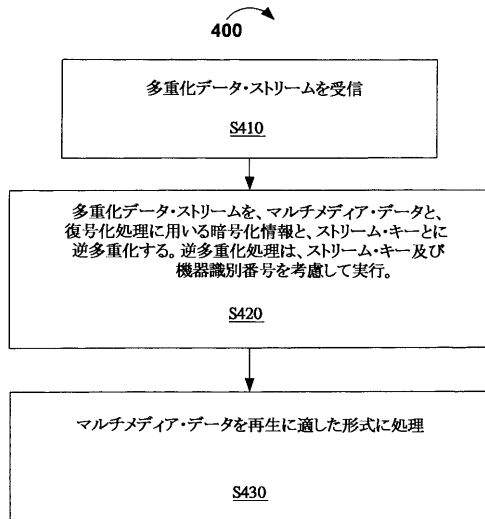 400
多重化データ・ストリームを受信
S410
多重化データ・ストリームを、マルチメディア・データと、
復号化処理に用いる暗号化情報と、ストリーム・キーとに
逆多重化する。逆多重化処理は、ストリーム・キー及び
機器識別番号を考慮して実行。
S420
マルチメディア・データを再生に適した形式に処理
S430